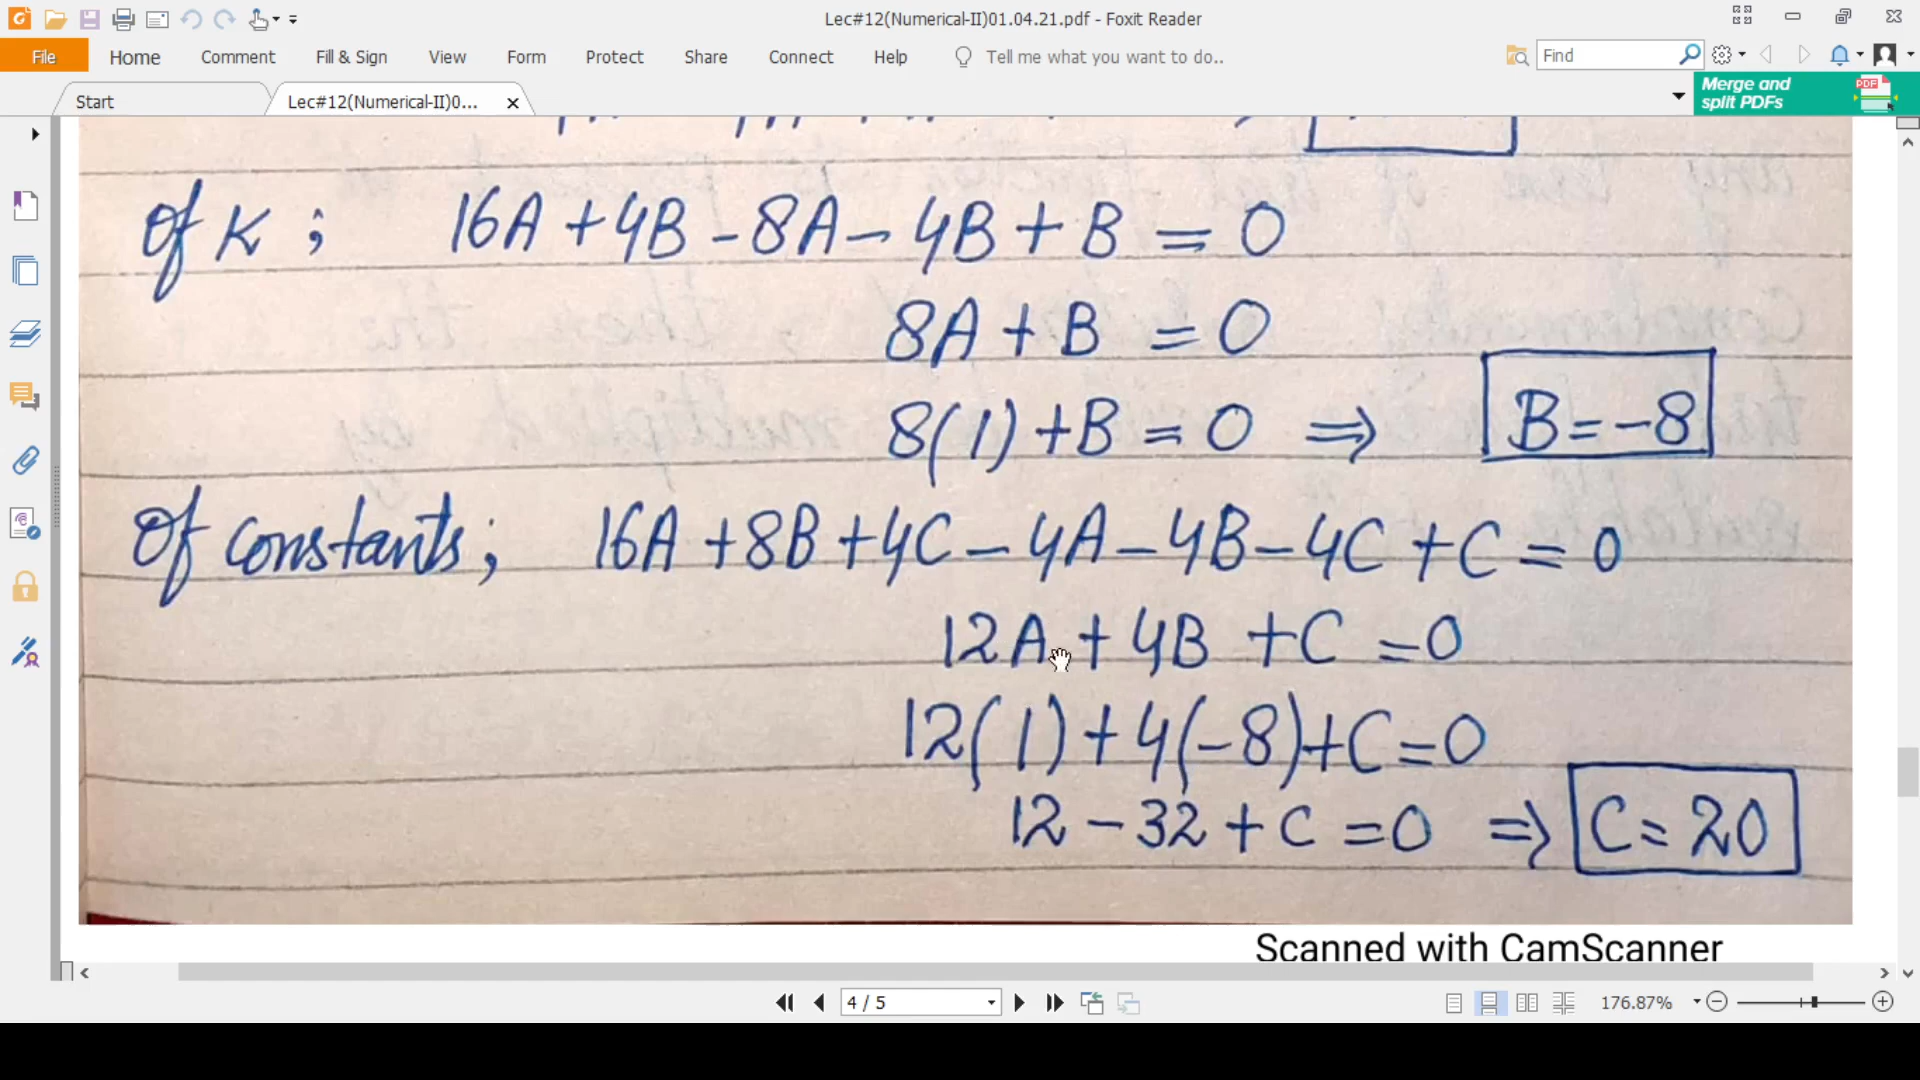 Lec#12(Numerical-II)01.04.21.pdf - Foxit Reader
File Home Comment Fill & Sign View Form Protect Share Connect Help Tell me what you want to do.. Find
Start Lec#12(Numerical-II)0...
Merge and
split PDFs
Of K ; 16A + 4B - 8A - 4B + B = 0
8A + B = 0
8(1) + B = 0 ⇒ B = -8
Of constants ; 16A + 8B + 4C - 4A - 4B - 4C + C = 0
12A + 4B + C = 0
12(1) + 4(-8) + C = 0
12 - 32 + C = 0 ⇒ C = 20
Scanned with CamScanner
4 / 5 176.87%